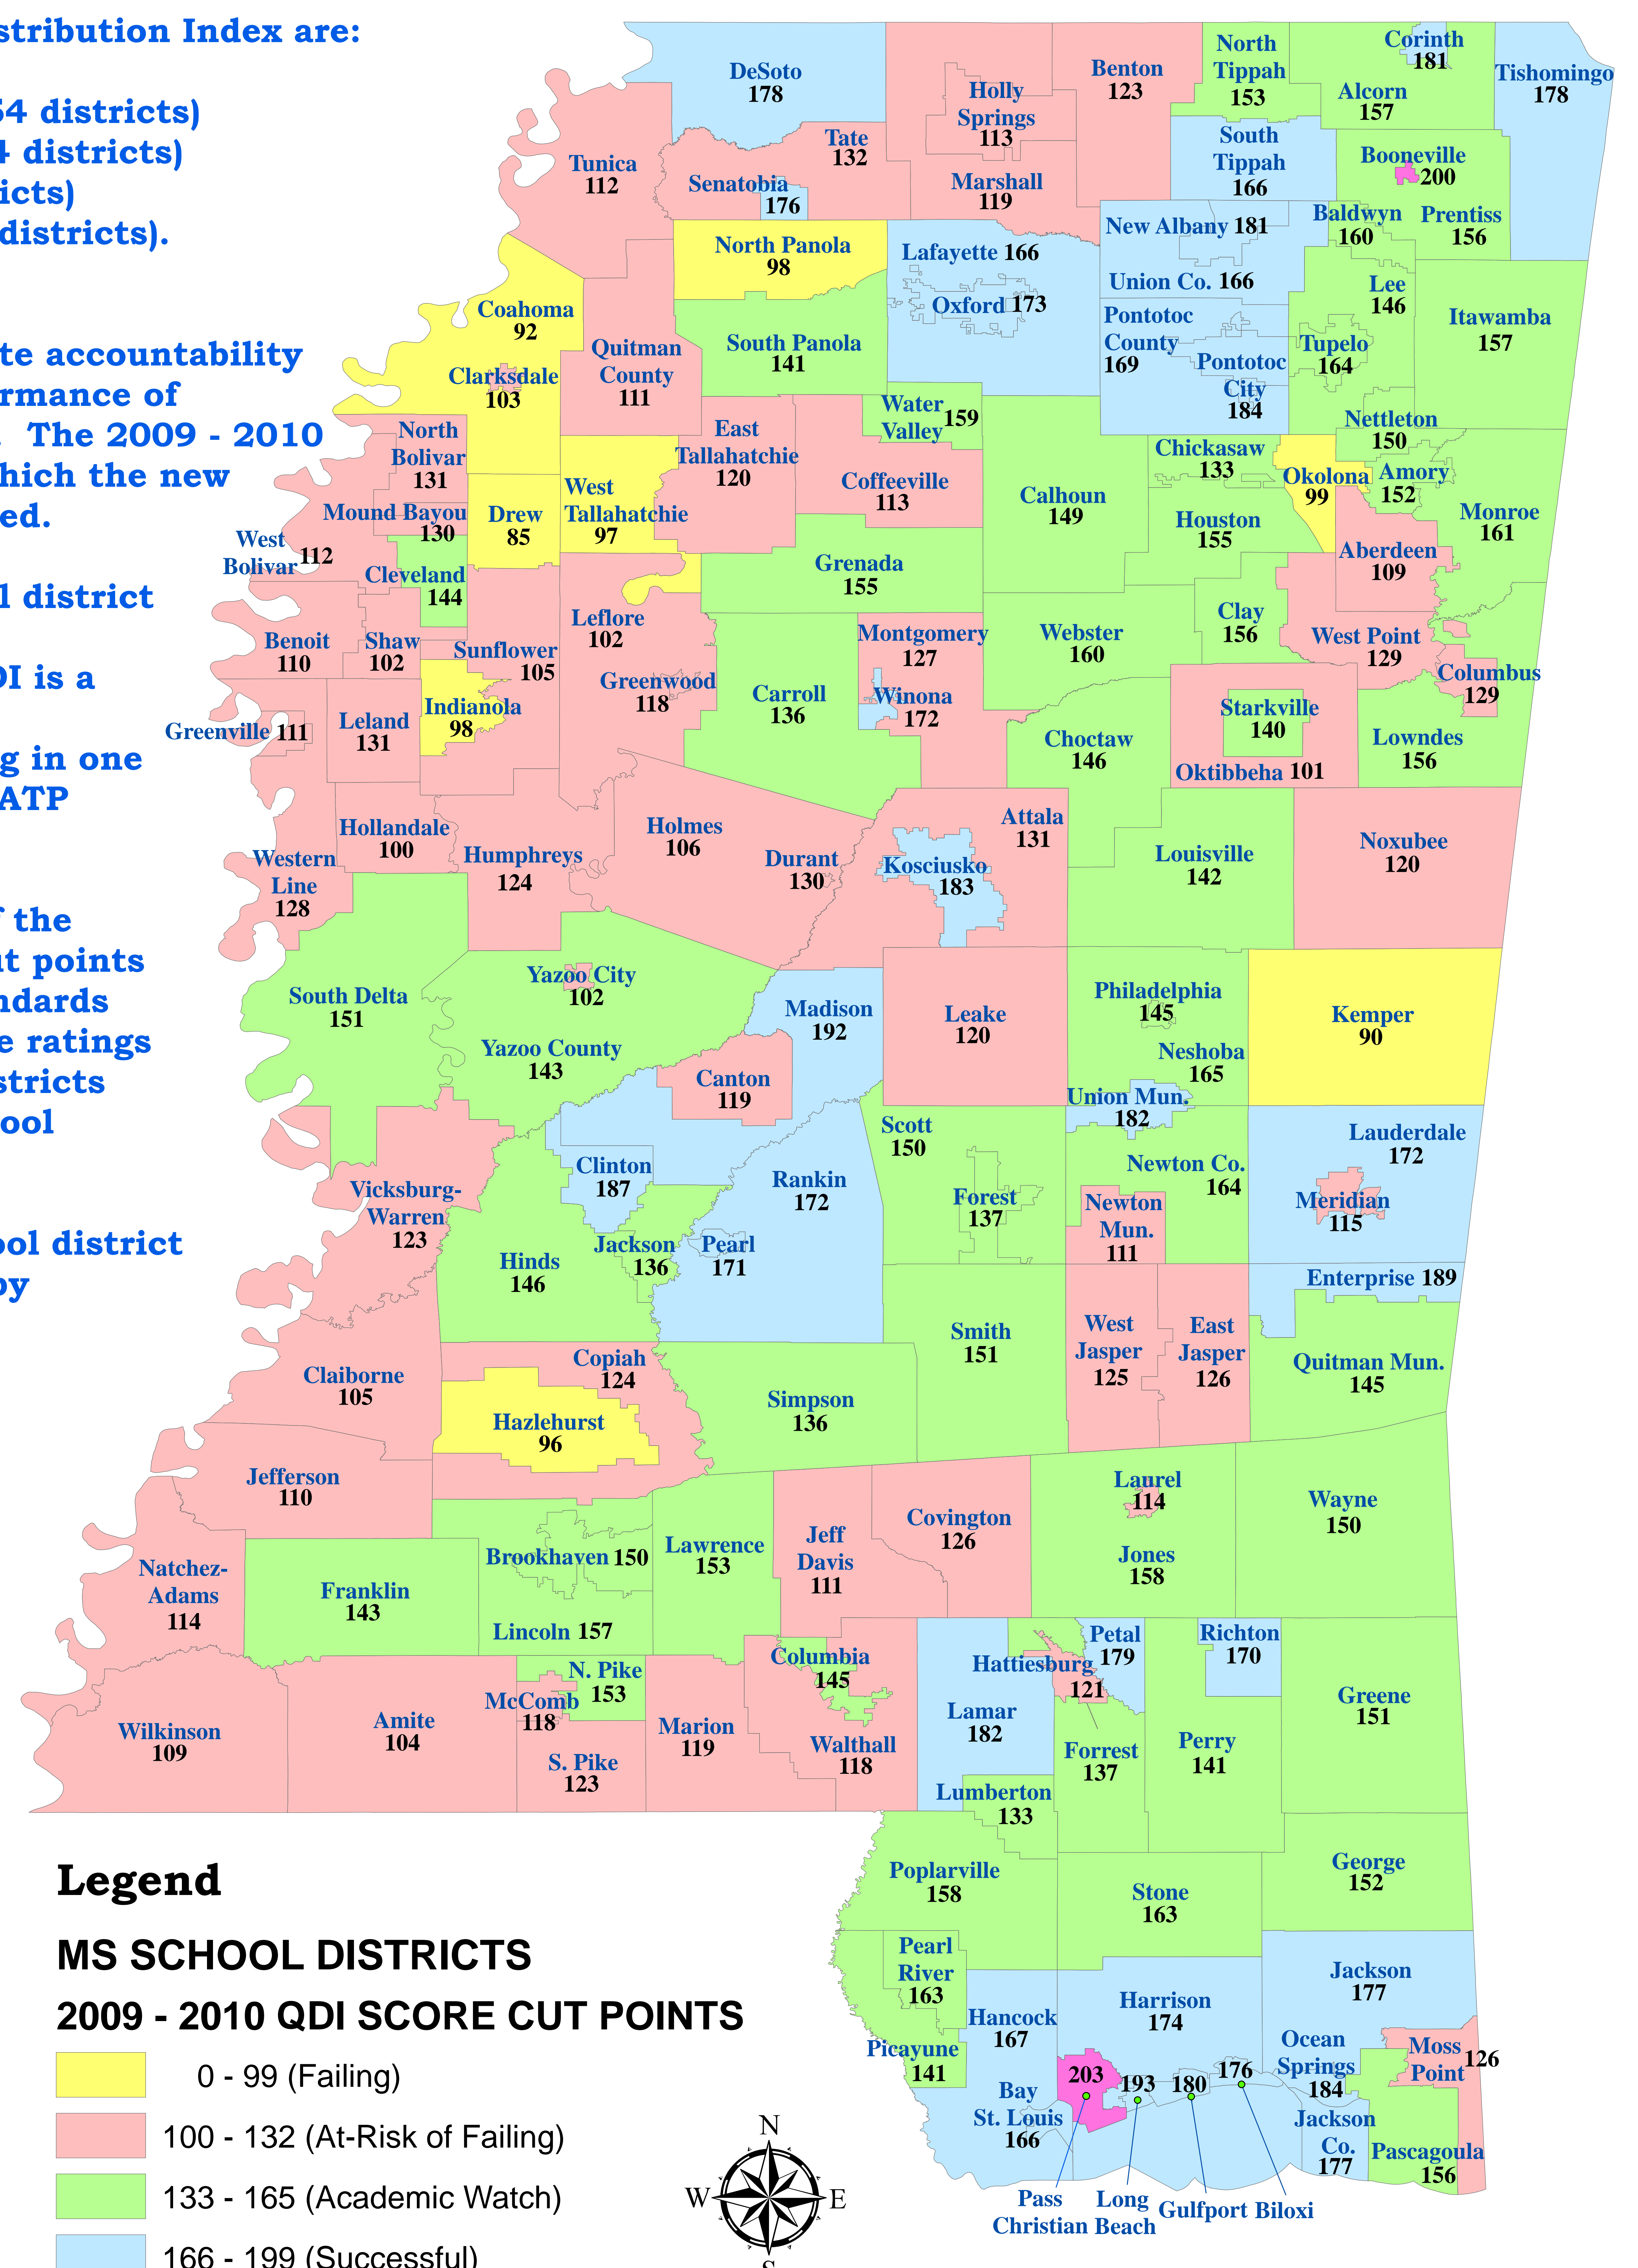 stribution Index are:
54 districts)
4 districts)
icts)
districts).
te accountability
rmance of
. The 2009 - 2010
hich the new
ed.
l district
DI is a
g in one
ATP
f the
ut points
ndards
e ratings
stricts
ool
ool district
by
DeSoto
178
Holly
Springs
113
Benton
123
North
Tippah
153
Corinth
181
Alcorn
157
Tishomingo
178
Tunica
112
Tate
132
Senatobia
176
Marshall
119
South
Tippah
166
Booneville
200
Baldwyn
160
Prentiss
156
North Panola
98
Lafayette 166
Oxford 173
New Albany 181
Union Co. 166
Lee
146
Itawamba
157
Coahoma
92
Clarksdale
103
Quitman
County
111
South Panola
141
Pontotoc
County
169
Pontotoc
City
184
Tupelo
164
Nettleton
150
North
Bolivar
131
East
Tallahatchie
120
Water
Valley 159
Coffeeville
113
Calhoun
149
Chickasaw
133
Okolona
99
Amory
152
Monroe
161
Mound Bayou
130
Drew
85
West
Tallahatchie
97
Houston
155
West
Bolivar 112
Cleveland
144
Grenada
155
Aberdeen
109
Benoit
110
Shaw
102
Sunflower
105
Leflore
102
Montgomery
127
Webster
160
Clay
156
West Point
129
Columbus
129
Greenville 111
Leland
131
Indianola
98
Greenwood
118
Carroll
136
Winona
172
Choctaw
146
Starkville
140
Oktibbeha 101
Lowndes
156
Hollandale
100
Western
Line
128
Humphreys
124
Holmes
106
Durant
130
Attala
131
Kosciusko
183
Louisville
142
Noxubee
120
South Delta
151
Yazoo City
102
Yazoo County
143
Madison
192
Canton
119
Leake
120
Philadelphia
145
Neshoba
165
Kemper
90
Union Mun.
182
Vicksburg-
Warren
123
Clinton
187
Rankin
172
Scott
150
Forest
137
Newton Co.
164
Newton
Mun.
111
Lauderdale
172
Meridian
115
Hinds
146
Jackson
136
Pearl
171
Enterprise 189
Claiborne
105
Copiah
124
Hazlehurst
96
Simpson
136
Smith
151
West
Jasper
125
East
Jasper
126
Quitman Mun.
145
Jefferson
110
Natchez-
Adams
114
Franklin
143
Brookhaven 150
Lincoln 157
Lawrence
153
Jeff
Davis
111
Covington
126
Laurel
114
Jones
158
Wayne
150
Wilkinson
109
Amite
104
McComb
118
N. Pike
153
S. Pike
123
Marion
119
Columbia
145
Walthall
118
Hattiesburg
121
Petal
179
Richton
170
Lamar
182
Forrest
137
Perry
141
Greene
151
Lumberton
133
Poplarville
158
Stone
163
George
152
Pearl
River
163
Picayune
141
Hancock
167
Harrison
174
Jackson
177
Ocean
Springs
184
Moss
Point 126
Bay
St. Louis
166
203
193
180
176
Jackson
Co.
177
Pascagoula
156
Pass
Christian
Long
Beach
Gulfport
Biloxi
Legend
MS SCHOOL DISTRICTS
2009 - 2010 QDI SCORE CUT POINTS
0 - 99 (Failing)
100 - 132 (At-Risk of Failing)
133 - 165 (Academic Watch)
166 - 199 (Successful)
N
W
E
S